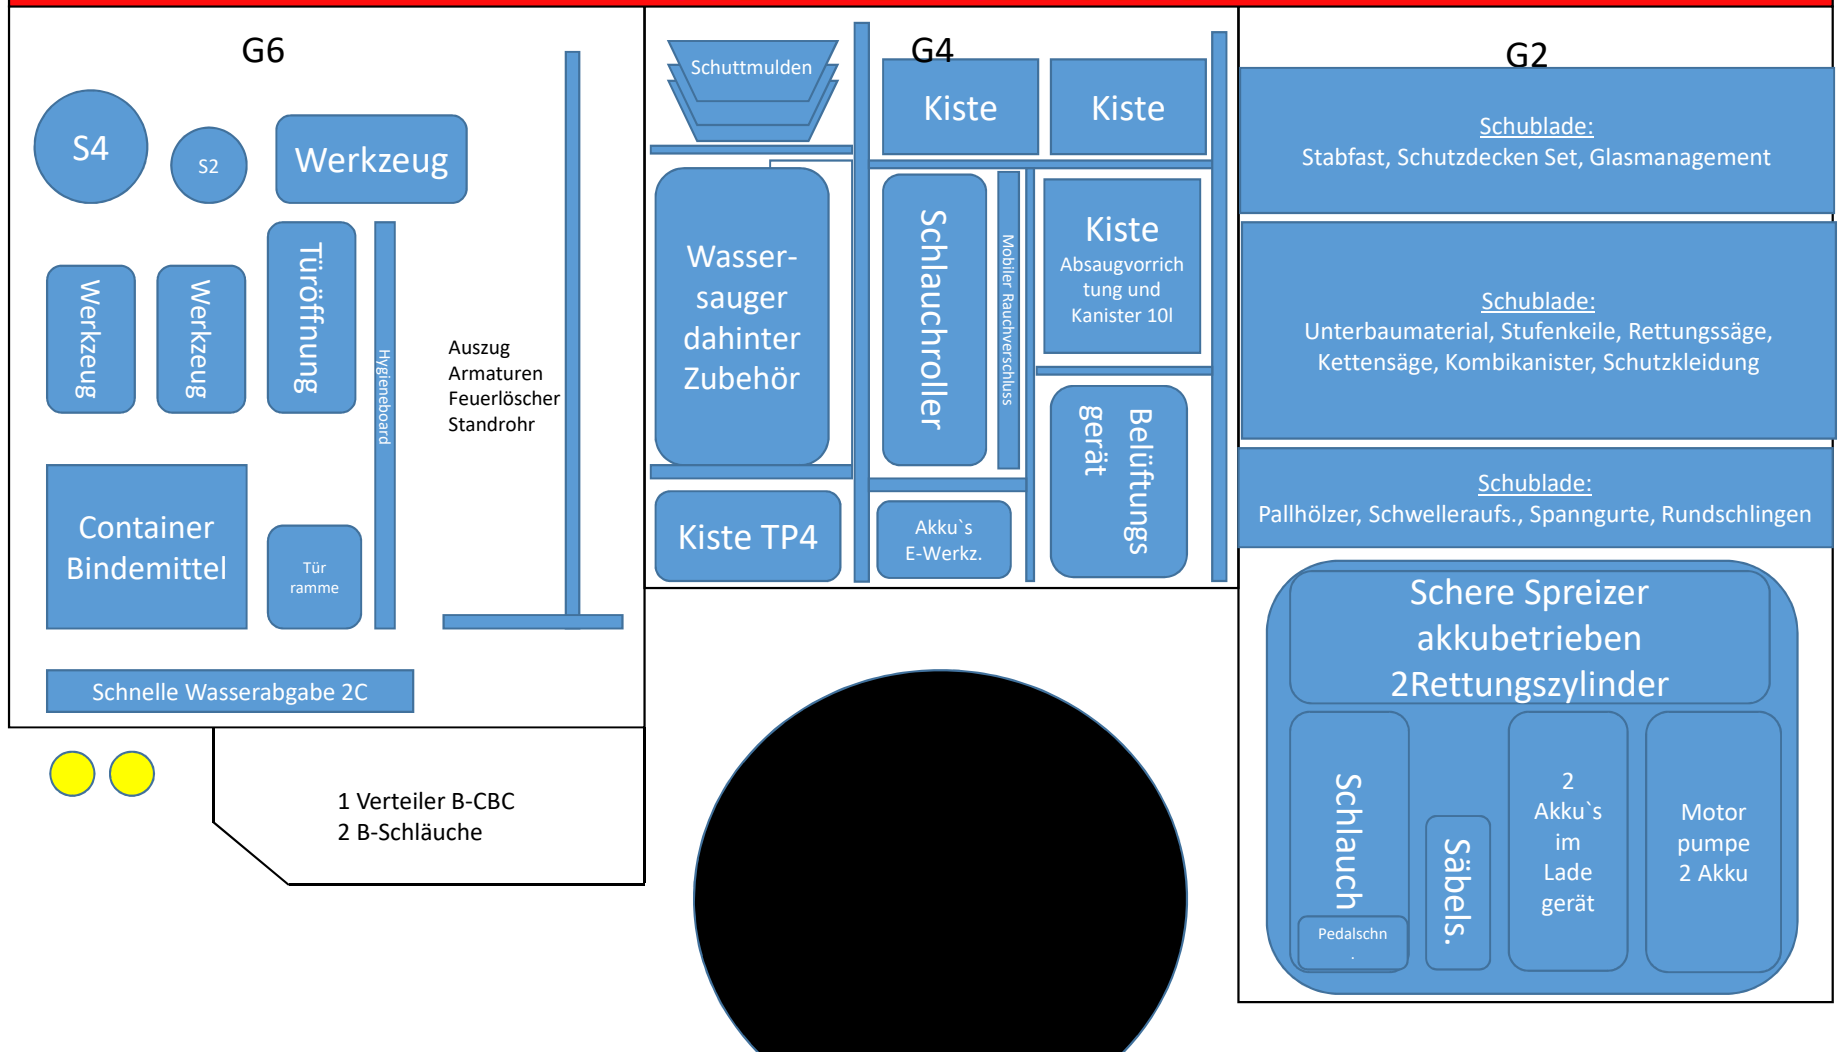 G6
S4
S2
Werkzeug
Werkzeug
Werkzeug
Türöffnung
Hygieneboard
Auszug
Armaturen
Feuerlöscher
Standrohr
Container
Bindemittel
Tür
ramme
Schnelle Wasserabgabe 2C
1 Verteiler B-CBC
2 B-Schläuche
G4
Schuttmulden
Kiste
Kiste
Wasser-
sauger
dahinter
Zubehör
Schlauchroller
Mobiler Rauchverschluss
Kiste
Absaugvorrich
tung und
Kanister 10l
Belüftungs
gerät
Kiste TP4
Akku`s
E-Werkz.
G2
Schublade:
Stabfast, Schutzdecken Set, Glasmanagement
Schublade:
Unterbaumaterial, Stufenkeile, Rettungssäge,
Kettensäge, Kombikanister, Schutzkleidung
Schublade:
Pallhölzer, Schwelleraufs., Spanngurte, Rundschlingen
Schere Spreizer
akkubetrieben
2Rettungszylinder
Schlauch
Pedalschn
.
Säbels.
2
Akku`s
im
Lade
gerät
Motor
pumpe
2 Akku